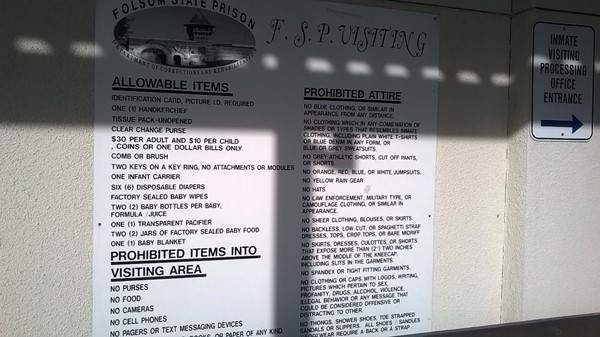 FOLSOM STATE PRISON
F. S. P. VISITING
ALLOWABLE ITEMS
IDENTIFICATION CARD, PICTURE I.D. REQUIRED
ONE (1) HANDKERCHIEF
TISSUE PACK-UNOPENED
CLEAR CHANGE PURSE
$30 PER ADULT AND $10 PER CHILD
, COINS OR ONE DOLLAR BILLS ONLY
COMB OR BRUSH
TWO KEYS ON A KEY RING, NO ATTACHMENTS OR MODULES
ONE INFANT CARRIER
SIX (6) DISPOSABLE DIAPERS
FACTORY SEALED BABY WIPES
TWO (2) BABY BOTTLES PER BABY,
FORMULA /JUICE
ONE (1) TRANSPARENT PACIFIER
TWO (2) JARS OF FACTORY SEALED BABY FOOD
ONE (1) BABY BLANKET
PROHIBITED ITEMS INTO
VISITING AREA
NO PURSES
NO FOOD
NO CAMERAS
NO CELL PHONES
NO PAGERS OR TEXT MESSAGING DEVICES
BOOKS, OR PAPER OF ANY KIND
PROHIBITED ATTIRE
NO BLUE CLOTHING, OR SIMILAR IN
APPEARANCE FROM ANY DISTANCE.
NO CLOTHING WHICH IN ANY COMBINATION OF
SHADES OR TYPES THAT RESEMBLES INMATE
CLOTHING, INCLUDING PLAIN WHITE T-SHIRTS
OR BLUE DENIM IN ANY FORM, OR
BLUE OR GREY SWEATSUITS.
NO GREY ATHLETIC SHORTS, CUT OFF PANTS,
OR SHORTS.
NO ORANGE, RED, BLUE, OR WHITE JUMPSUITS.
NO YELLOW RAIN GEAR
NO HATS
NO LAW ENFORCEMENT, MILITARY TYPE, OR
CAMOUFLAGE CLOTHING, OR SIMILAR IN
APPEARANCE.
NO SHEER CLOTHING, BLOUSES, OR SKIRTS.
NO BACKLESS, LOW CUT, OR SPAGHETTI STRAP
DRESSES, TOPS, CROP TOPS, OR BARE MIDRIFF
NO SKIRTS, DRESSES, CULOTTES, OR SHORTS
THAT EXPOSE MORE THAN (2") TWO INCHES
ABOVE THE MIDDLE OF THE KNEECAP,
INCLUDING SLITS IN THE GARMENTS.
NO SPANDEX OR TIGHT FITTING GARMENTS.
NO CLOTHING OR CAPS WITH LOGOS, WRITING,
PICTURES WHICH PERTAIN TO SEX,
PROFANITY, DRUGS, ALCOHOL, VIOLENCE,
ILLEGAL BEHAVIOR OR ANY MESSAGE THAT
COULD BE CONSIDERED OFFENSIVE OR
DISTRACTING TO OTHER.
NO THONGS, SHOWER SHOES, TOE STRAPPED
SANDALS OR SLIPPERS. ALL SHOES / SANDALS
FOOTWEAR REQUIRE A BACK OR A STRAP
INMATE
VISITING
PROCESSING
OFFICE
ENTRANCE